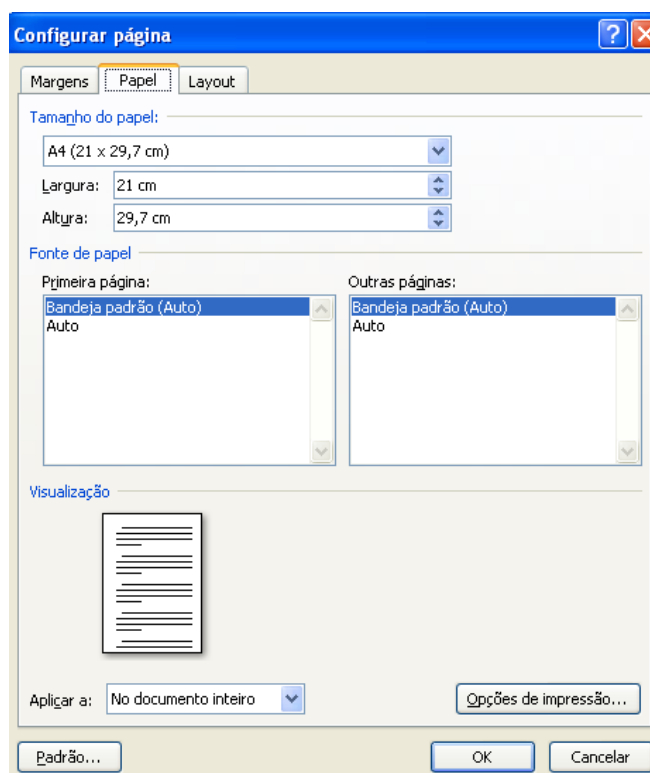 Configurar página
Margens Papel Layout
Tamanho do papel:
A4 (21 x 29,7 cm)
Largura: 21 cm
Altura: 29,7 cm
Fonte de papel
Primeira página: Outras páginas:
Bandeja padrão (Auto) Bandeja padrão (Auto)
Auto Auto
Visualização
Aplicar a: No documento inteiro Opções de impressão...
Padrão... OK Cancelar